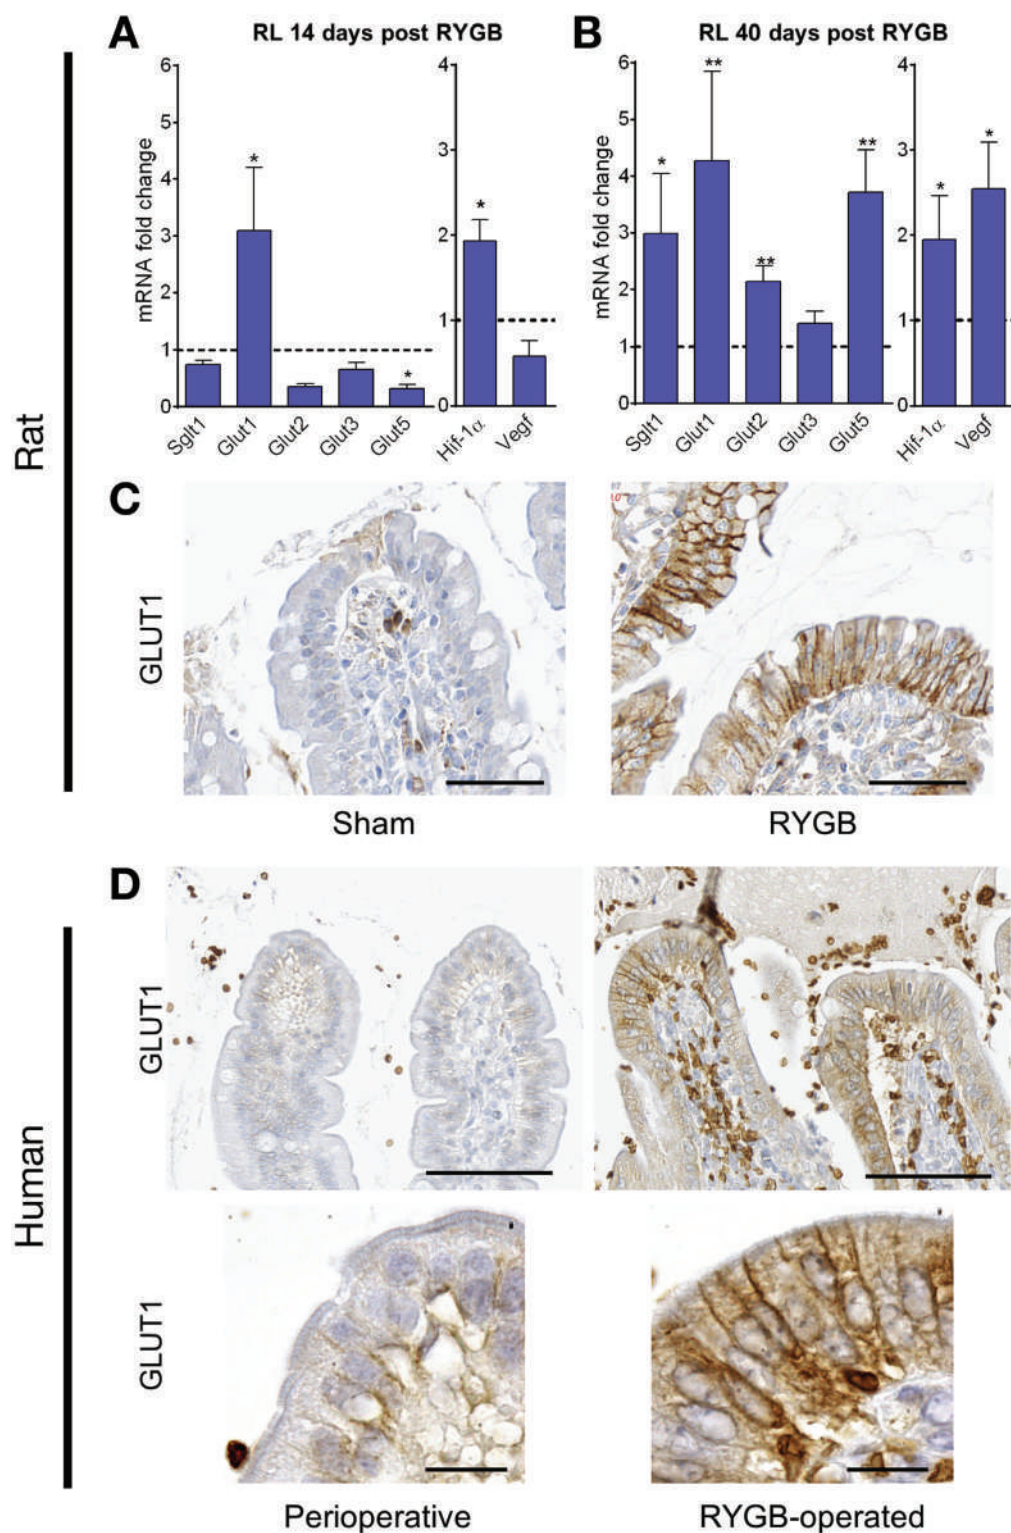 A
RL 14 days post RYGB
mRNA fold change
6
5
4
3
2
1
0
*
*
Sglt1
Glut1
Glut2
Glut3
Glut5
4
3
2
1
0
*
Hif-1α
Vegf
B
RL 40 days post RYGB
mRNA fold change
6
5
4
3
2
1
0
*
**
**
**
Sglt1
Glut1
Glut2
Glut3
Glut5
4
3
2
1
0
*
*
Hif-1α
Vegf
Rat
C
GLUT1
Sham
RYGB
D
Human
GLUT1
GLUT1
Perioperative
RYGB-operated